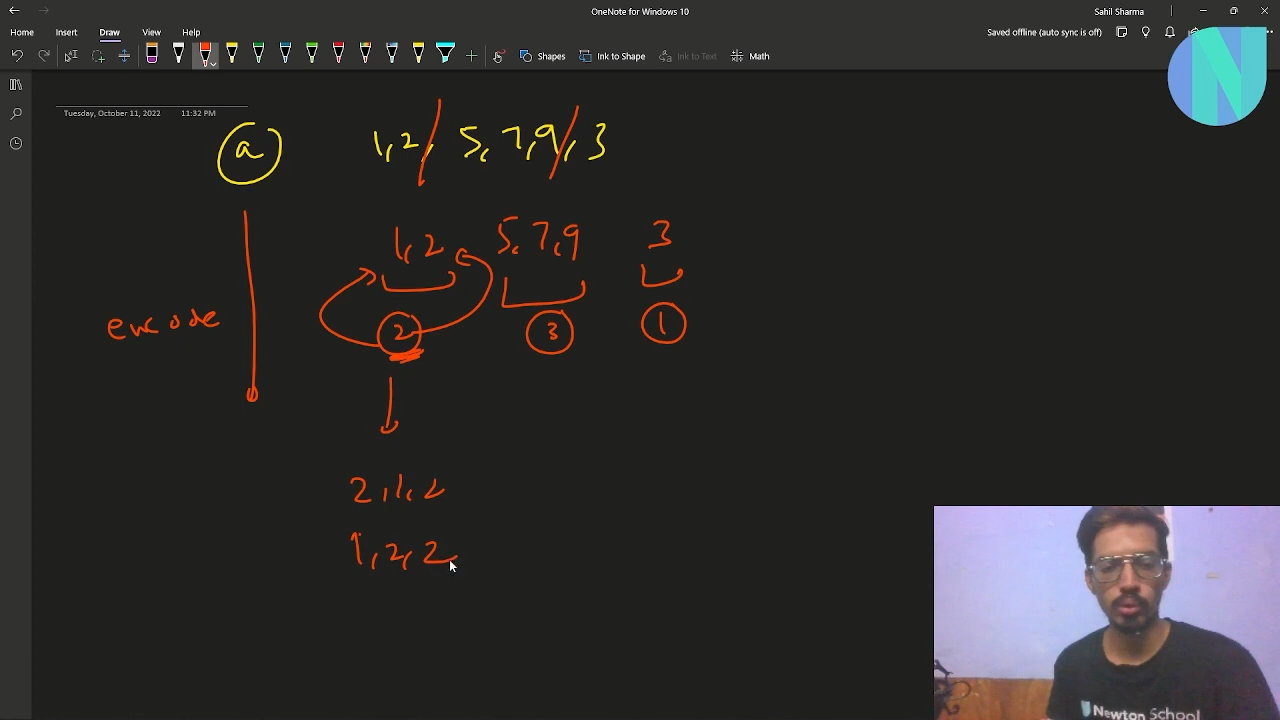 OneNote for Windows 10
Sahil Sharma
Home Insert Draw View Help
Saved offline (auto sync is off)
Shapes Ink to Shape Ink to Text Math
Tuesday, October 11, 2022 11:32 PM
a 1,2, 5,7,9, 3
1,2 5,7,9 3
encode 2 3 1
2,1,2
1,2,2,
Newton School